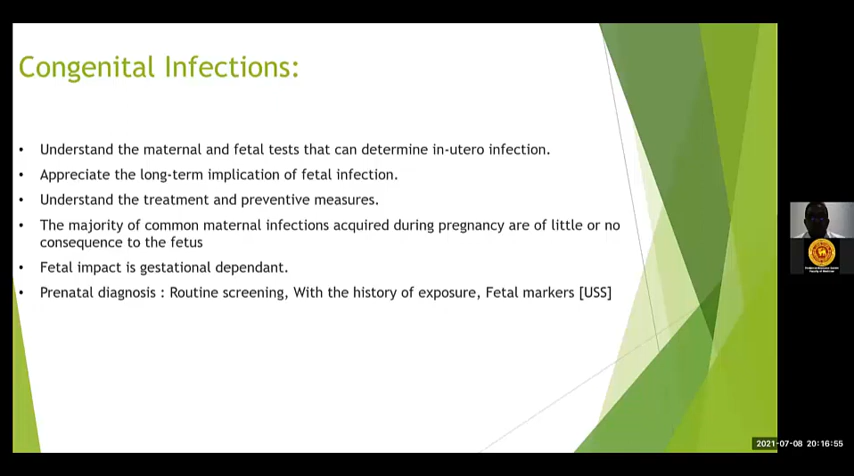 Congenital Infections:
• Understand the maternal and fetal tests that can determine in-utero infection.
• Appreciate the long-term implication of fetal infection.
• Understand the treatment and preventive measures.
• The majority of common maternal infections acquired during pregnancy are of little or no
consequence to the fetus
• Fetal impact is gestational dependant.
• Prenatal diagnosis : Routine screening, With the history of exposure, Fetal markers [USS]
2021-07-08 20:16:55